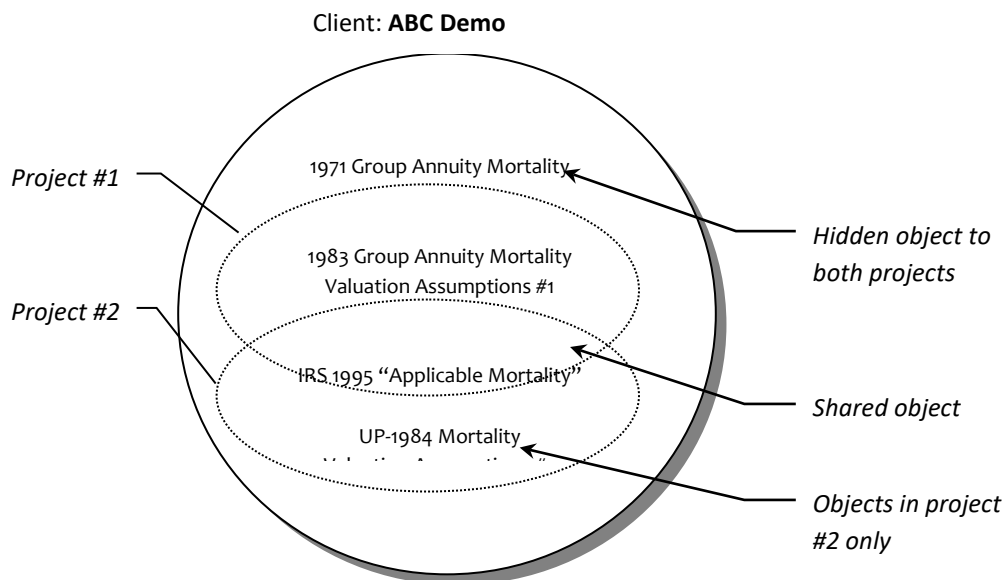 Client: ABC Demo
Project #1
1971 Group Annuity Mortality
Hidden object to
both projects
1983 Group Annuity Mortality
Valuation Assumptions #1
Project #2
IRS 1995 “Applicable Mortality”
Shared object
UP-1984 Mortality
Objects in project
#2 only